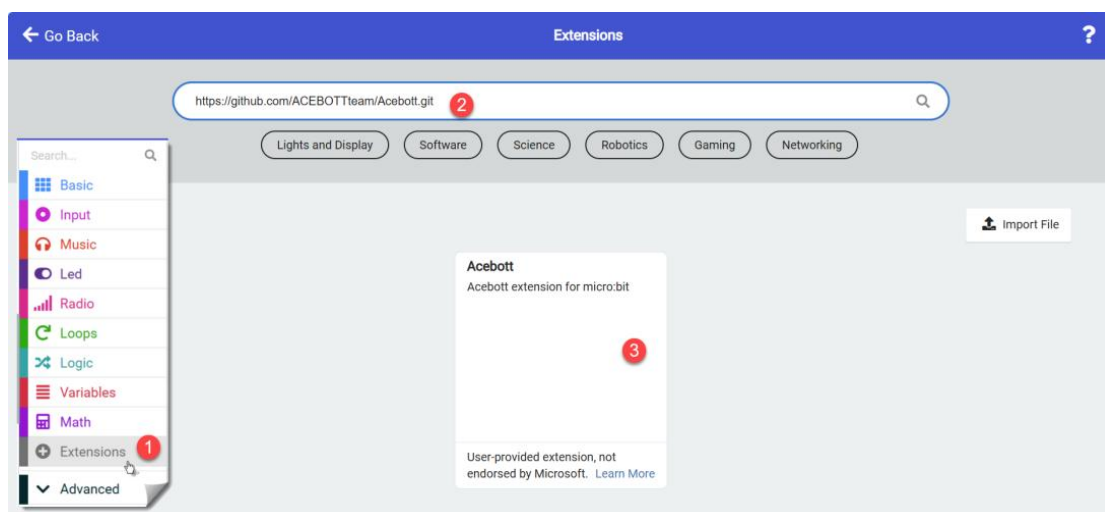 Go Back
Extensions
?
https://github.com/ACEBOTTteam/Acebott.git 2
Lights and Display Software Science Robotics Gaming Networking
Search...
Basic
Input
Music
Led
Radio
Loops
Logic
Variables
Math
Extensions 1
Advanced
Import File
Acebott
Acebott extension for micro:bit
3
User-provided extension, not
endorsed by Microsoft. Learn More